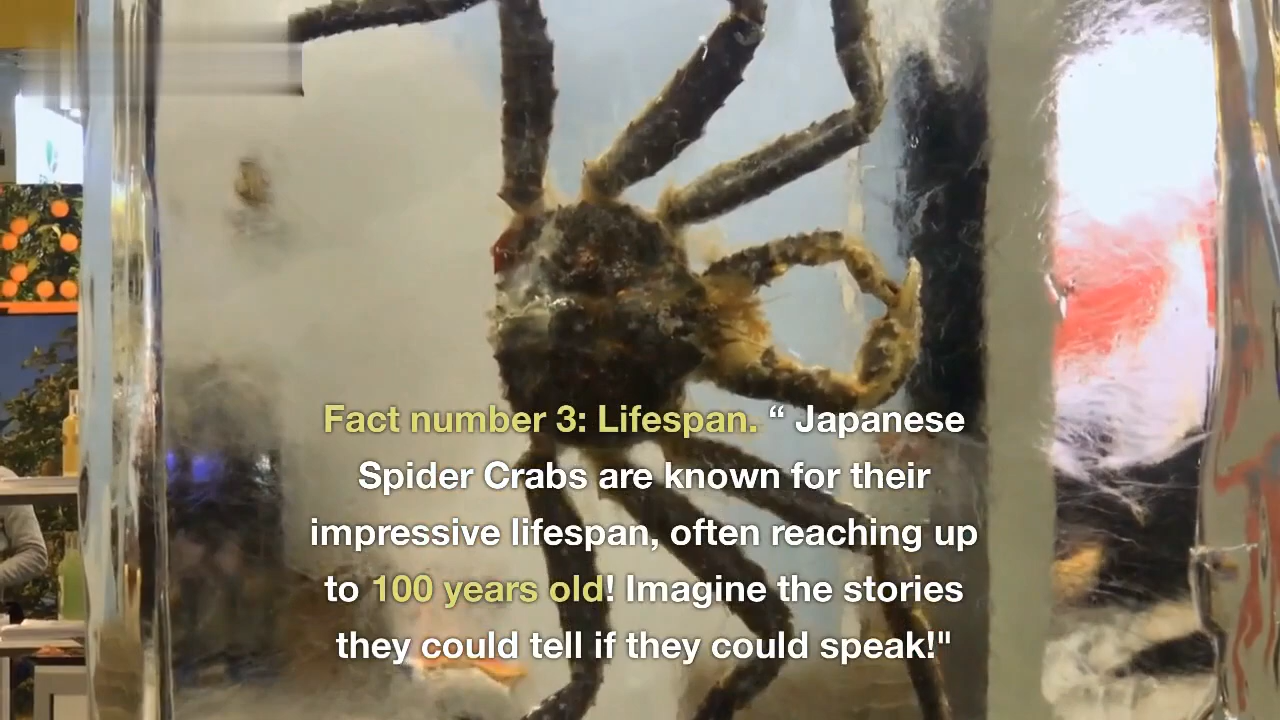 Fact number 3: Lifespan. “ Japanese
Spider Crabs are known for their
impressive lifespan, often reaching up
to 100 years old! Imagine the stories
they could tell if they could speak!"